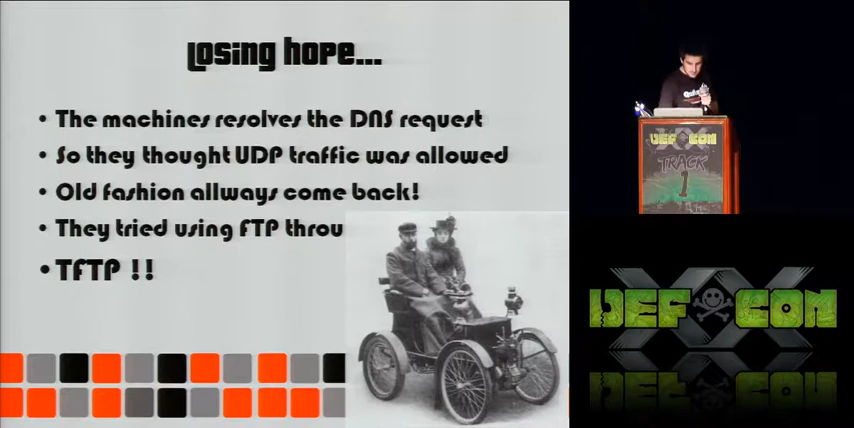 Losing hope...
• The machines resolves the DNS request
• So they thought UDP traffic was allowed
• Old fashion allways come back!
• They tried using FTP throu
• TFTP !!
DEF CON
TRACK
1
XX
DEF CON